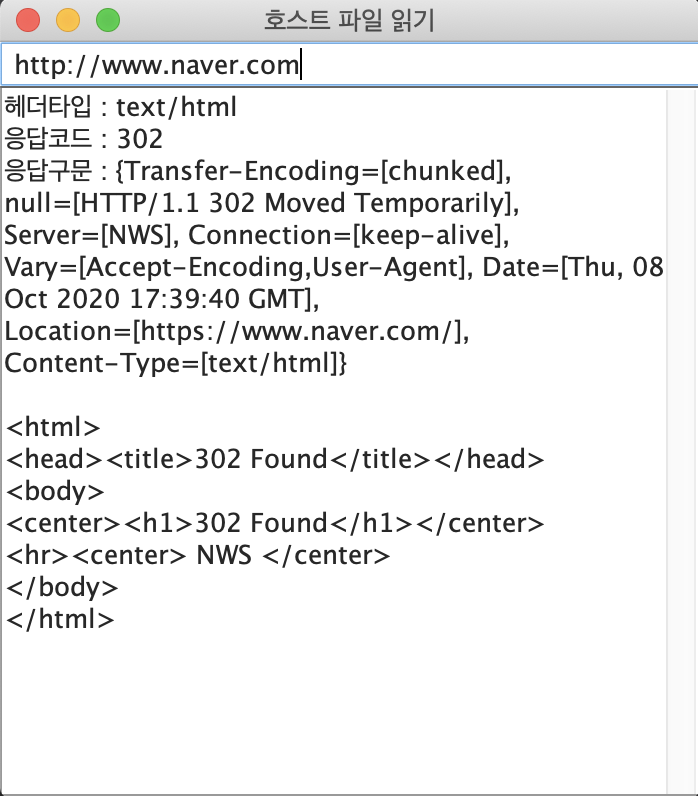 호스트 파일 읽기
http://www.naver.com
헤더타입 : text/html
응답코드 : 302
응답구문 : {Transfer-Encoding=[chunked],
null=[HTTP/1.1 302 Moved Temporarily],
Server=[NWS], Connection=[keep-alive],
Vary=[Accept-Encoding,User-Agent], Date=[Thu, 08
Oct 2020 17:39:40 GMT],
Location=[https://www.naver.com/],
Content-Type=[text/html]}
<html>
<head><title>302 Found</title></head>
<body>
<center><h1>302 Found</h1></center>
<hr><center> NWS </center>
</body>
</html>